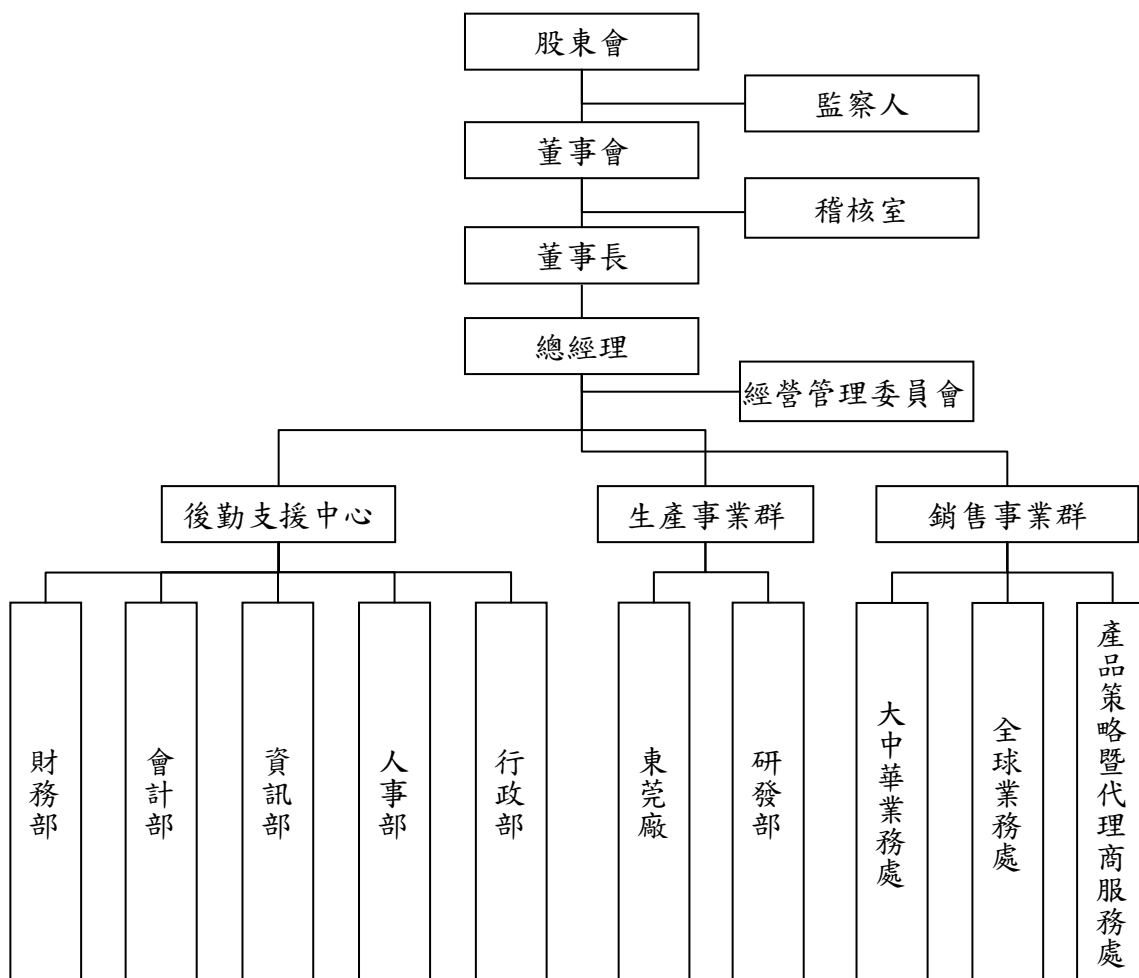 股東會
監察人
董事會
稽核室
董事長
總經理
經營管理委員會
後勤支援中心
生產事業群
銷售事業群
財務部
會計部
資訊部
人事部
行政部
東莞廠
研發部
大中華業務處
全球業務處
產品策略暨代理商服務處